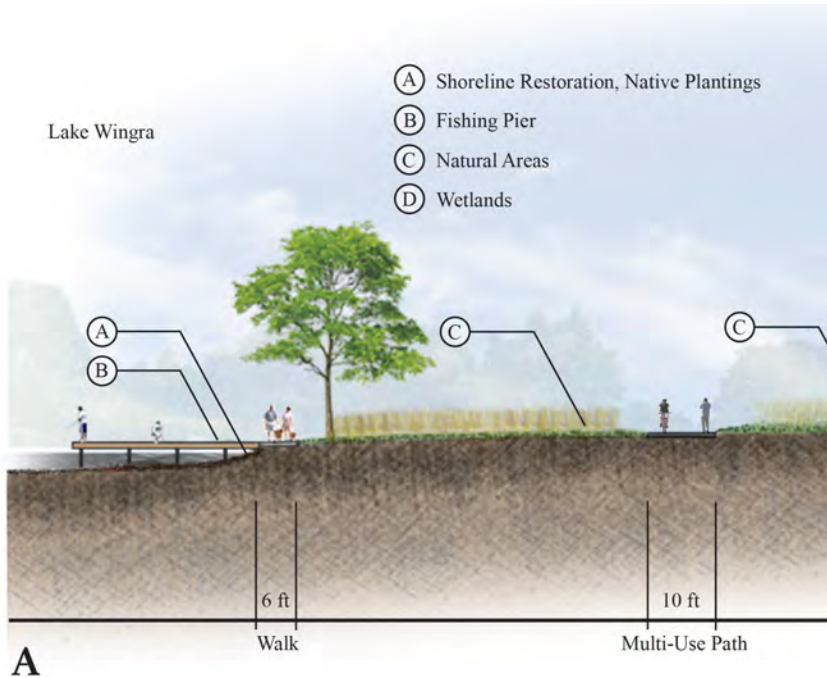 A Shoreline Restoration, Native Plantings
Lake Wingra
B Fishing Pier
C Natural Areas
D Wetlands
A
C
C
B
6 ft
10 ft
Walk
Multi-Use Path
A